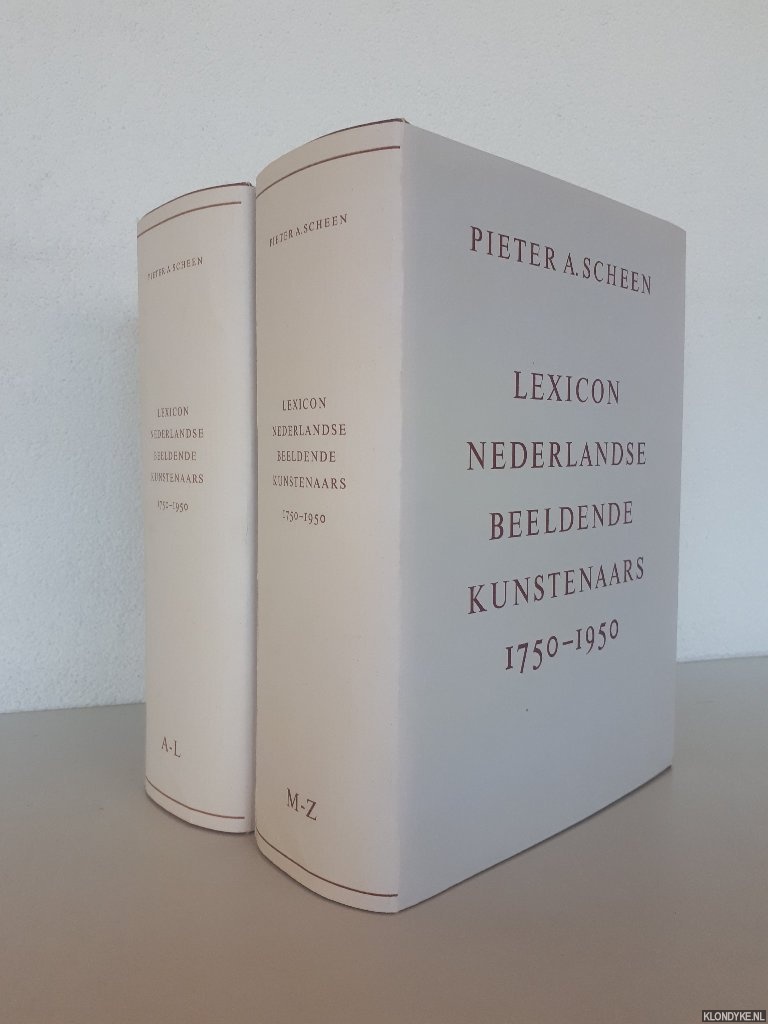 PIETER A. SCHEEN
LEXICON
NEDERLANDSE
BEELDENDE
KUNSTENAARS
1750–1950
A-L
PIETER A. SCHEEN
LEXICON
NEDERLANDSE
BEELDENDE
KUNSTENAARS
1750–1950
M-Z
PIETER A. SCHEEN
LEXICON
NEDERLANDSE
BEELDENDE
KUNSTENAARS
1750–1950
KLONDYKE.NL